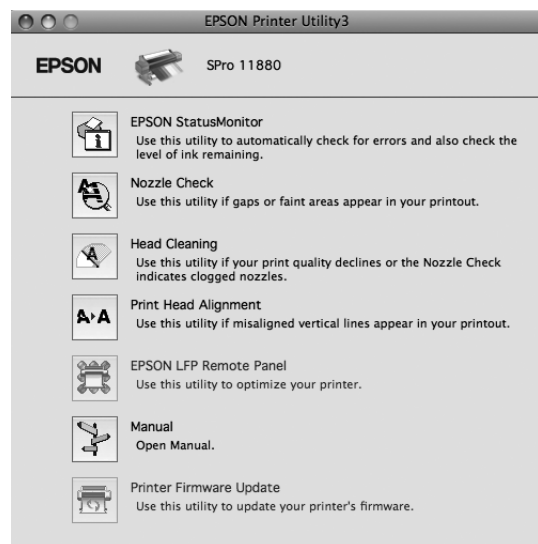 EPSON Printer Utility3
EPSON SPro 11880
EPSON StatusMonitor
Use this utility to automatically check for errors and also check the
level of ink remaining.
Nozzle Check
Use this utility if gaps or faint areas appear in your printout.
Head Cleaning
Use this utility if your print quality declines or the Nozzle Check
indicates clogged nozzles.
Print Head Alignment
Use this utility if misaligned vertical lines appear in your printout.
EPSON LFP Remote Panel
Use this utility to optimize your printer.
Manual
Open Manual.
Printer Firmware Update
Use this utility to update your printer's firmware.